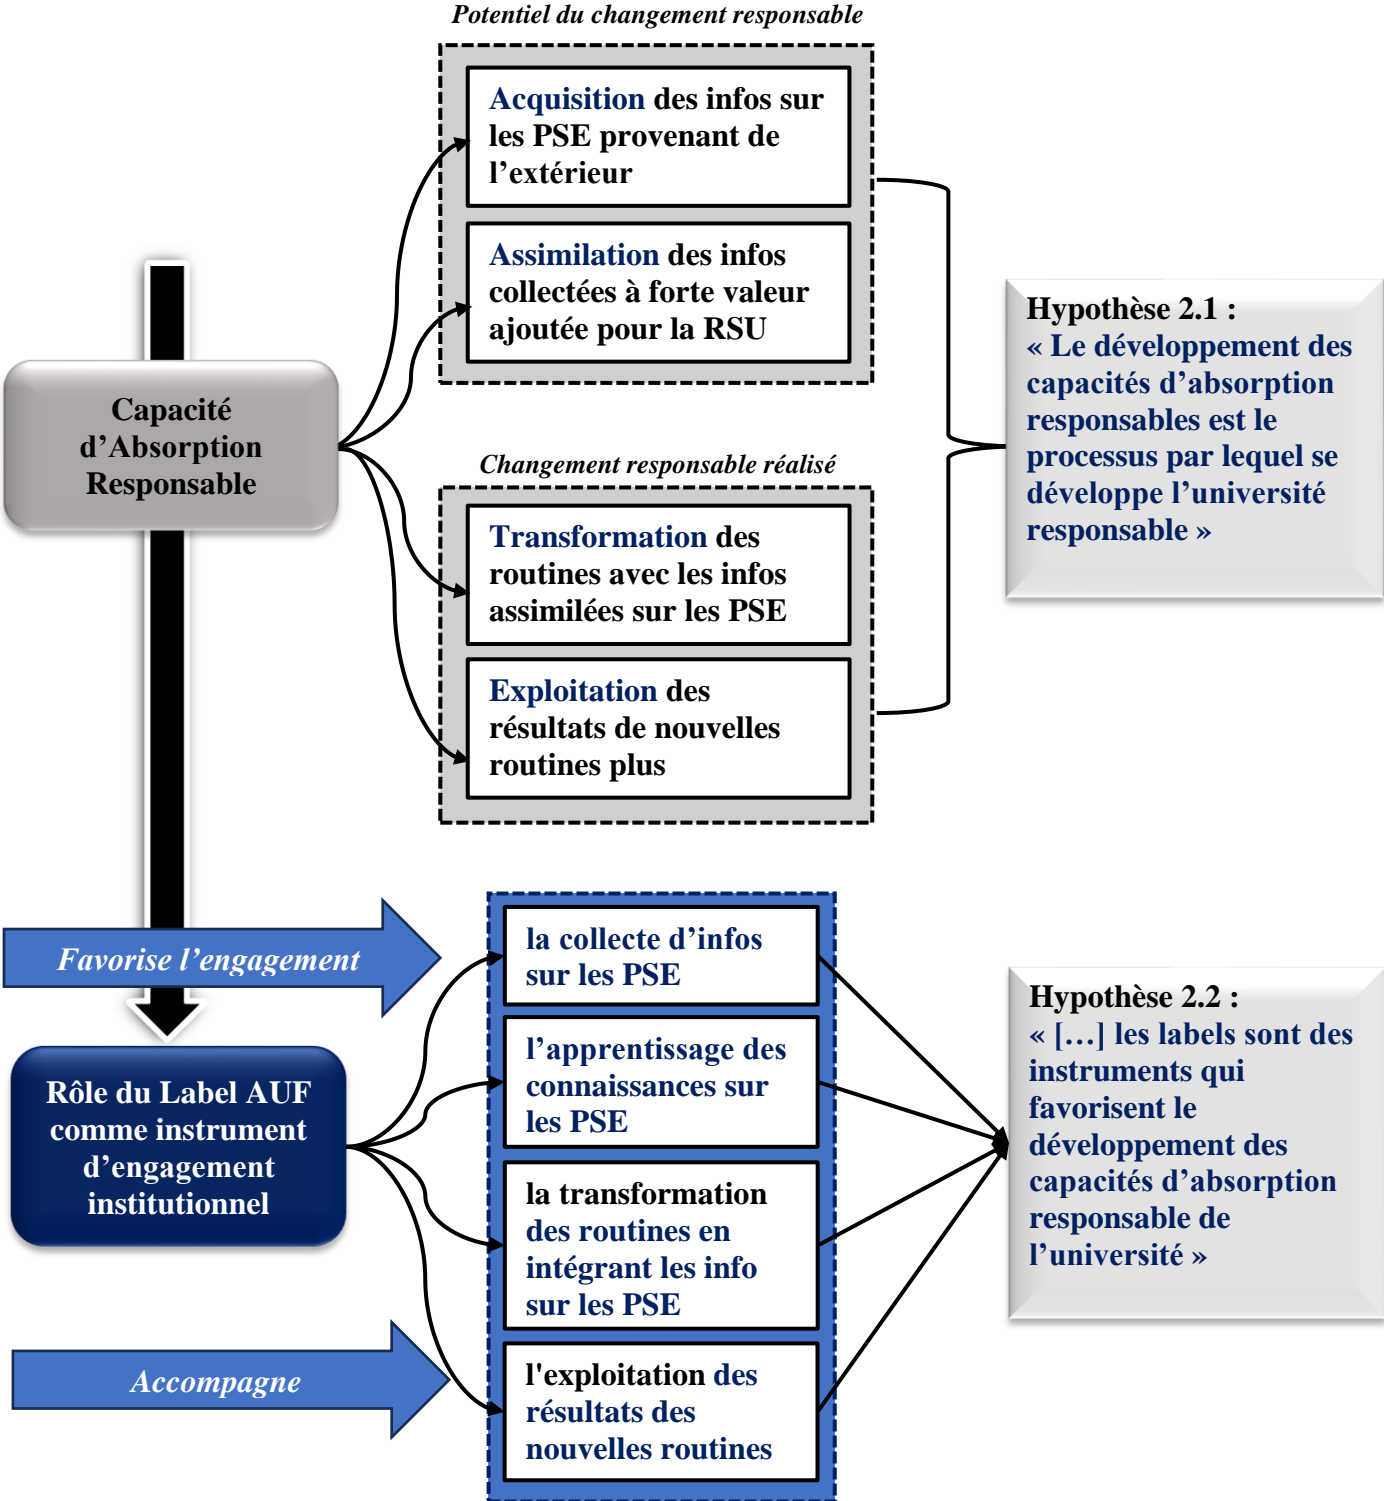 Potentiel du changement responsable
Acquisition des infos sur
les PSE provenant de
l’extérieur
Assimilation des infos
collectées à forte valeur
ajoutée pour la RSU
Capacité
d’Absorption
Responsable
Changement responsable réalisé
Transformation des
routines avec les infos
assimilées sur les PSE
Exploitation des
résultats de nouvelles
routines plus
Hypothèse 2.1 :
« Le développement des
capacités d’absorption
responsables est le
processus par lequel se
développe l’université
responsable »
Favorise l’engagement
Rôle du Label AUF
comme instrument
d’engagement
institutionnel
Accompagne
la collecte d’infos
sur les PSE
l’apprentissage des
connaissances sur
les PSE
la transformation
des routines en
intégrant les info
sur les PSE
l'exploitation des
résultats des
nouvelles routines
Hypothèse 2.2 :
« […] les labels sont des
instruments qui
favorisent le
développement des
capacités d’absorption
responsable de
l’université »